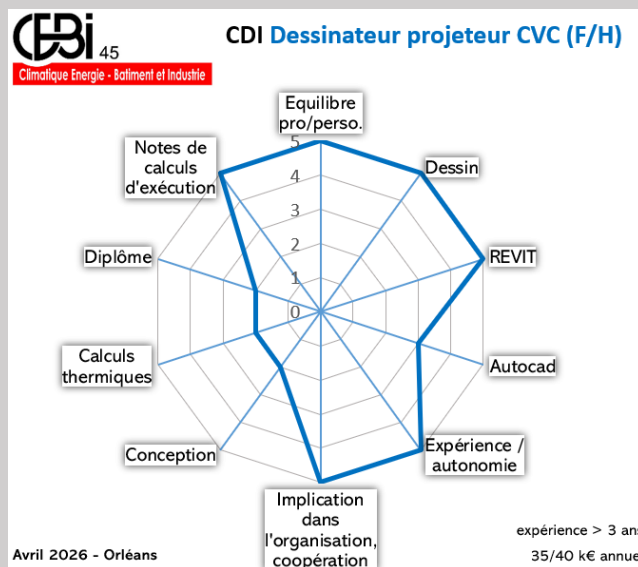 CEBi 45
Climatique Energie - Batiment et Industrie
CDI Dessinateur projeteur CVC (F/H)
Equilibre
pro/perso.
Dessin
REVIT
Autocad
Expérience /
autonomie
Implication
dans
l'organisation,
coopération
Conception
Calculs
thermiques
Diplôme
Notes de
calculs
d'exécution
5
4
3
2
1
0
expérience > 3 ans
35/40 k€ annue
Avril 2026 - Orléans